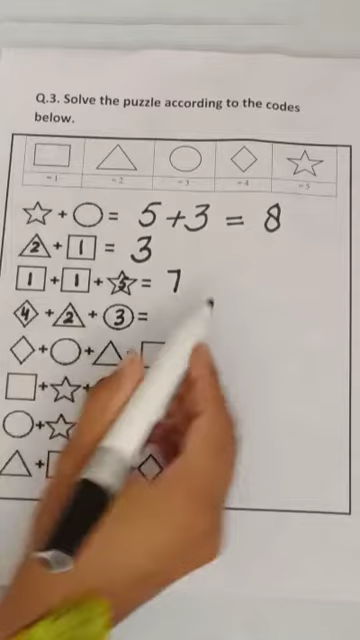 Q.3. Solve the puzzle according to the codes
below.
=1 =2 =3 =4 =5
+ = 5+3 = 8
2 + 1 = 3
1 + 1 + 5 = 7
4 + 2 + 3 =
+ +
+ +
+
+